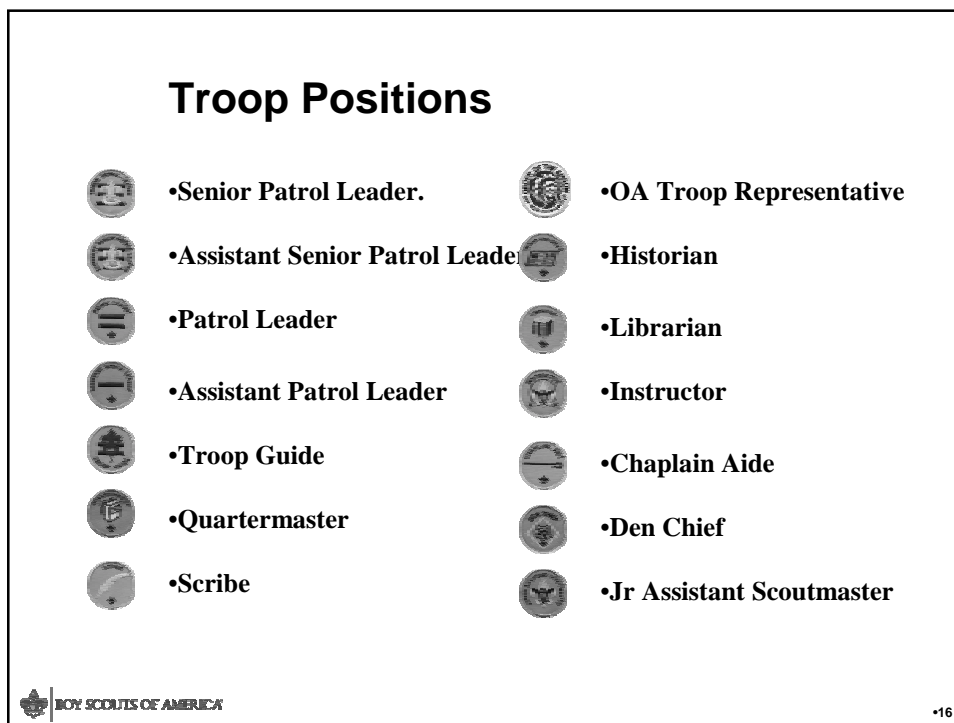 Troop Positions
•Senior Patrol Leader.
•Assistant Senior Patrol Leader
•Patrol Leader
•Assistant Patrol Leader
•Troop Guide
•Quartermaster
•Scribe
•OA Troop Representative
•Historian
•Librarian
•Instructor
•Chaplain Aide
•Den Chief
•Jr Assistant Scoutmaster
BOY SCOUTS OF AMERICA
•16